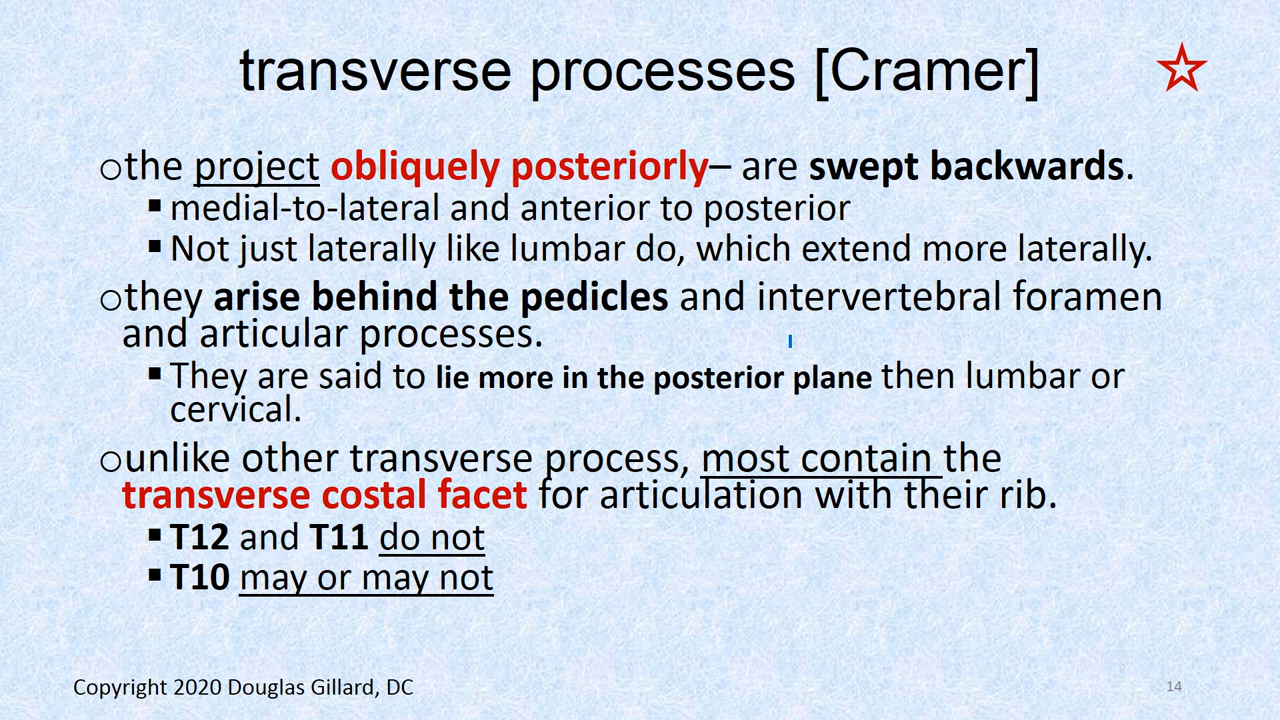 transverse processes [Cramer]
othe project obliquely posteriorly– are swept backwards.
▪medial-to-lateral and anterior to posterior
▪Not just laterally like lumbar do, which extend more laterally.
othey arise behind the pedicles and intervertebral foramen
and articular processes.
▪They are said to lie more in the posterior plane then lumbar or
cervical.
ounlike other transverse process, most contain the
transverse costal facet for articulation with their rib.
▪T12 and T11 do not
▪T10 may or may not
Copyright 2020 Douglas Gillard, DC
14